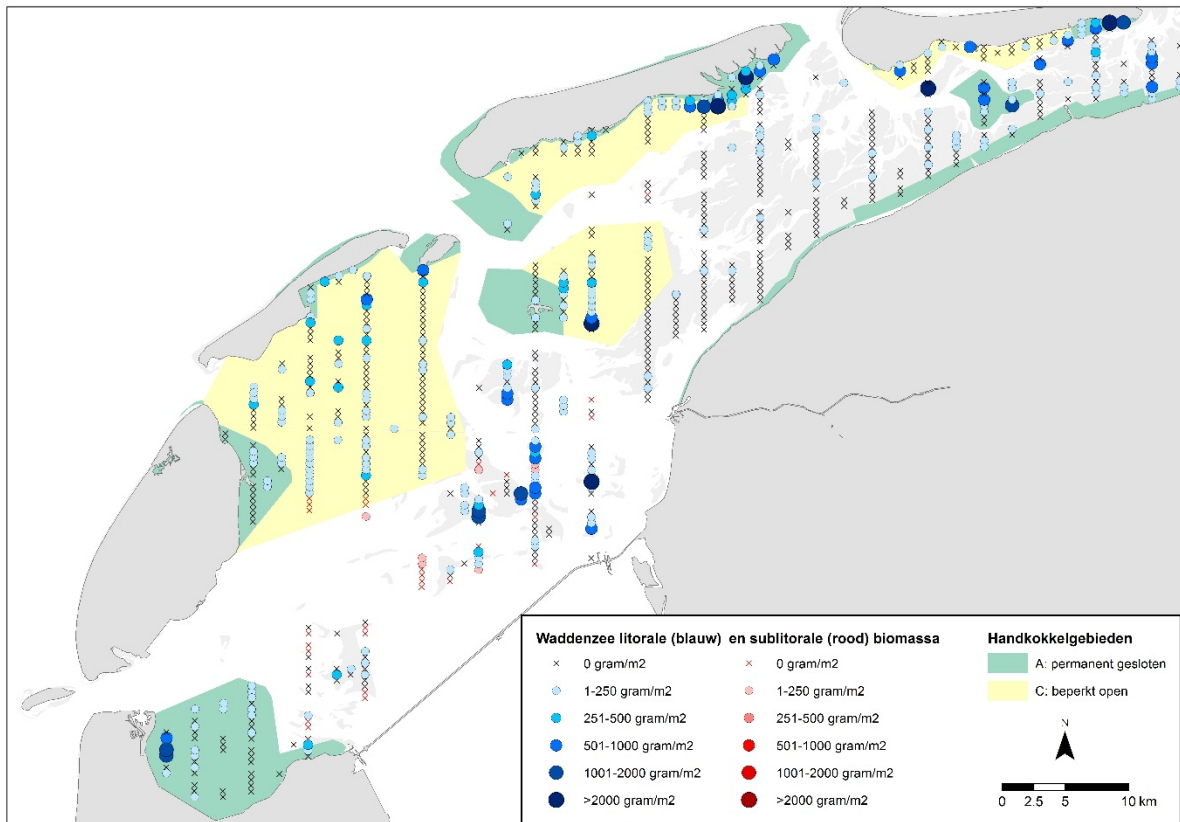 Waddenzee litorale (blauw) en sublitorale (rood) biomassa
0 gram/m2
1-250 gram/m2
251-500 gram/m2
501-1000 gram/m2
1001-2000 gram/m2
>2000 gram/m2
0 gram/m2
1-250 gram/m2
251-500 gram/m2
501-1000 gram/m2
1001-2000 gram/m2
>2000 gram/m2
Handkokkelgebieden
A: permanent gesloten
C: beperkt open
N
0 2.5 5 10 km